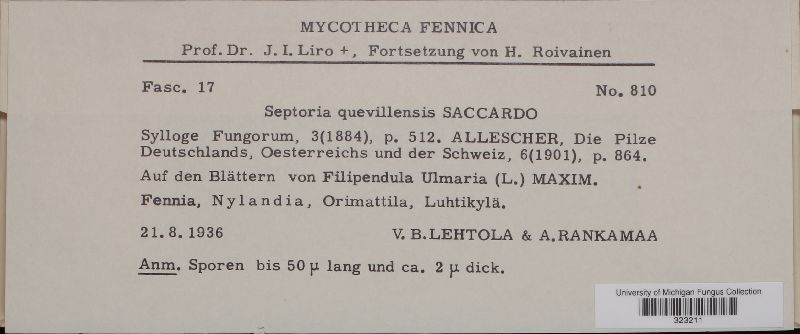 MYCOTHECA FENNICA
Prof. Dr. J. I. Liro +, Fortsetzung von H. Roivainen
Fasc. 17 No. 810
Septoria quevillensis SACCARDO
Sylloge Fungorum, 3(1884), p. 512. ALLESCHER, Die Pilze
Deutschlands, Oesterreichs und der Schweiz, 6(1901), p. 864.
Auf den Blättern von Filipendula Ulmaria (L.) MAXIM.
Fennia, Nylandia, Orimattila, Luhtikylä.
21. 8. 1936 V. B. LEHTOLA & A. RANKAMAA
Anm. Sporen bis 50 µ lang und ca. 2 µ dick.
University of Michigan Fungus Collection
323211